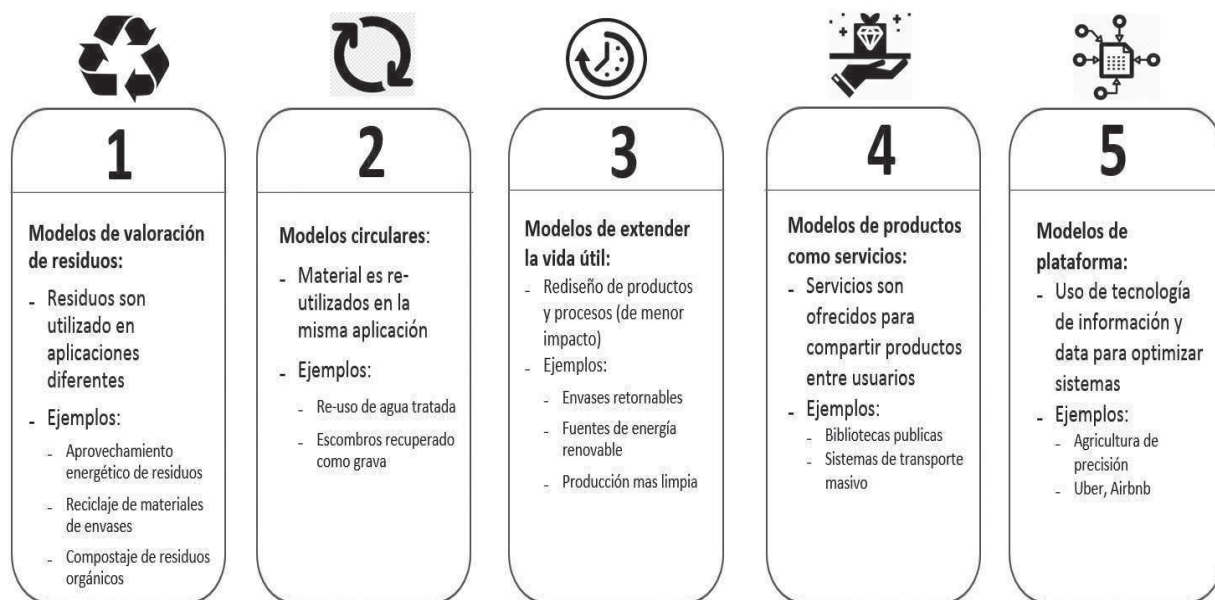 1
Modelos de valoración
de residuos:
- Residuos son
utilizado en
aplicaciones
diferentes
- Ejemplos:
- Aprovechamiento
energético de residuos
- Reciclaje de materiales
de envases
- Compostaje de residuos
orgánicos
2
Modelos circulares:
- Material es re-
utilizados en la
misma aplicación
- Ejemplos:
- Re-uso de agua tratada
- Escombros recuperado
como grava
3
Modelos de extender
la vida útil:
- Rediseño de productos
y procesos (de menor
impacto)
- Ejemplos:
- Envases retornables
- Fuentes de energía
renovable
- Producción mas limpia
4
Modelos de productos
como servicios:
- Servicios son
ofrecidos para
compartir productos
entre usuarios
- Ejemplos:
- Bibliotecas publicas
- Sistemas de transporte
masivo
5
Modelos de
plataforma:
- Uso de tecnología
de información y
data para optimizar
sistemas
- Ejemplos:
- Agricultura de
precisión
- Uber, Airbnb